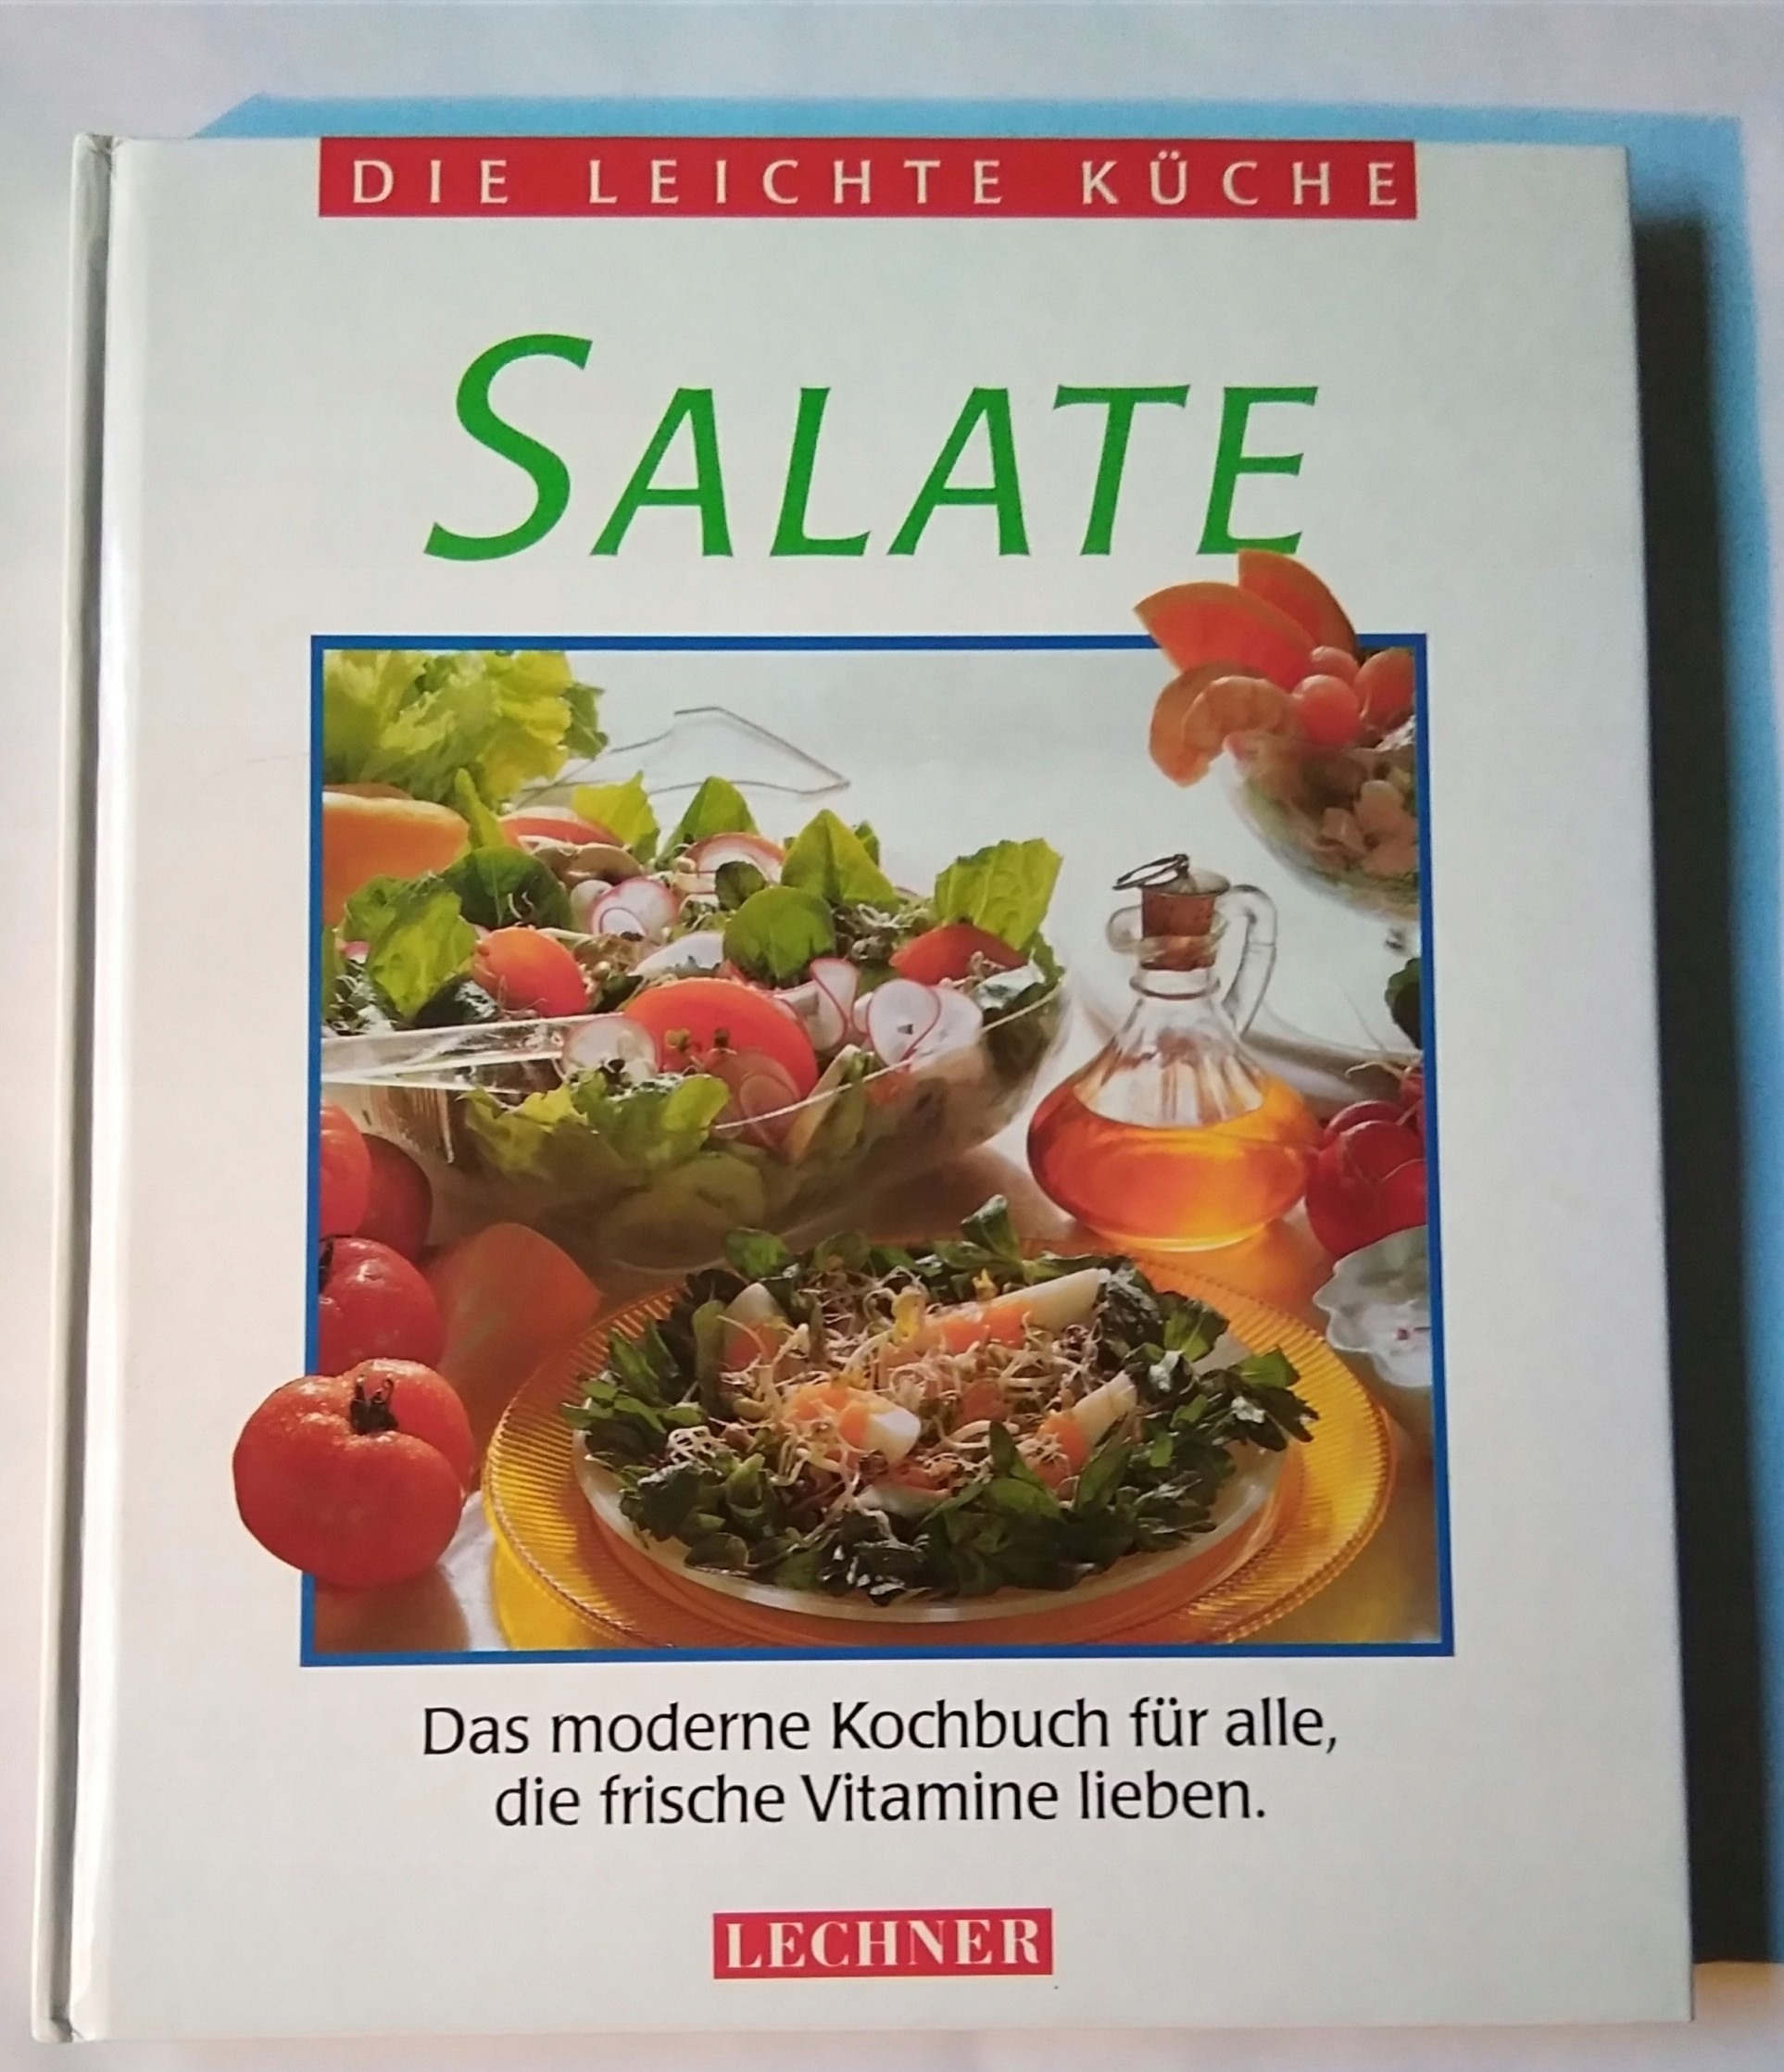 DIE LEICHTE KÜCHE
SALATE
Das moderne Kochbuch für alle,
die frische Vitamine lieben.
LECHNER